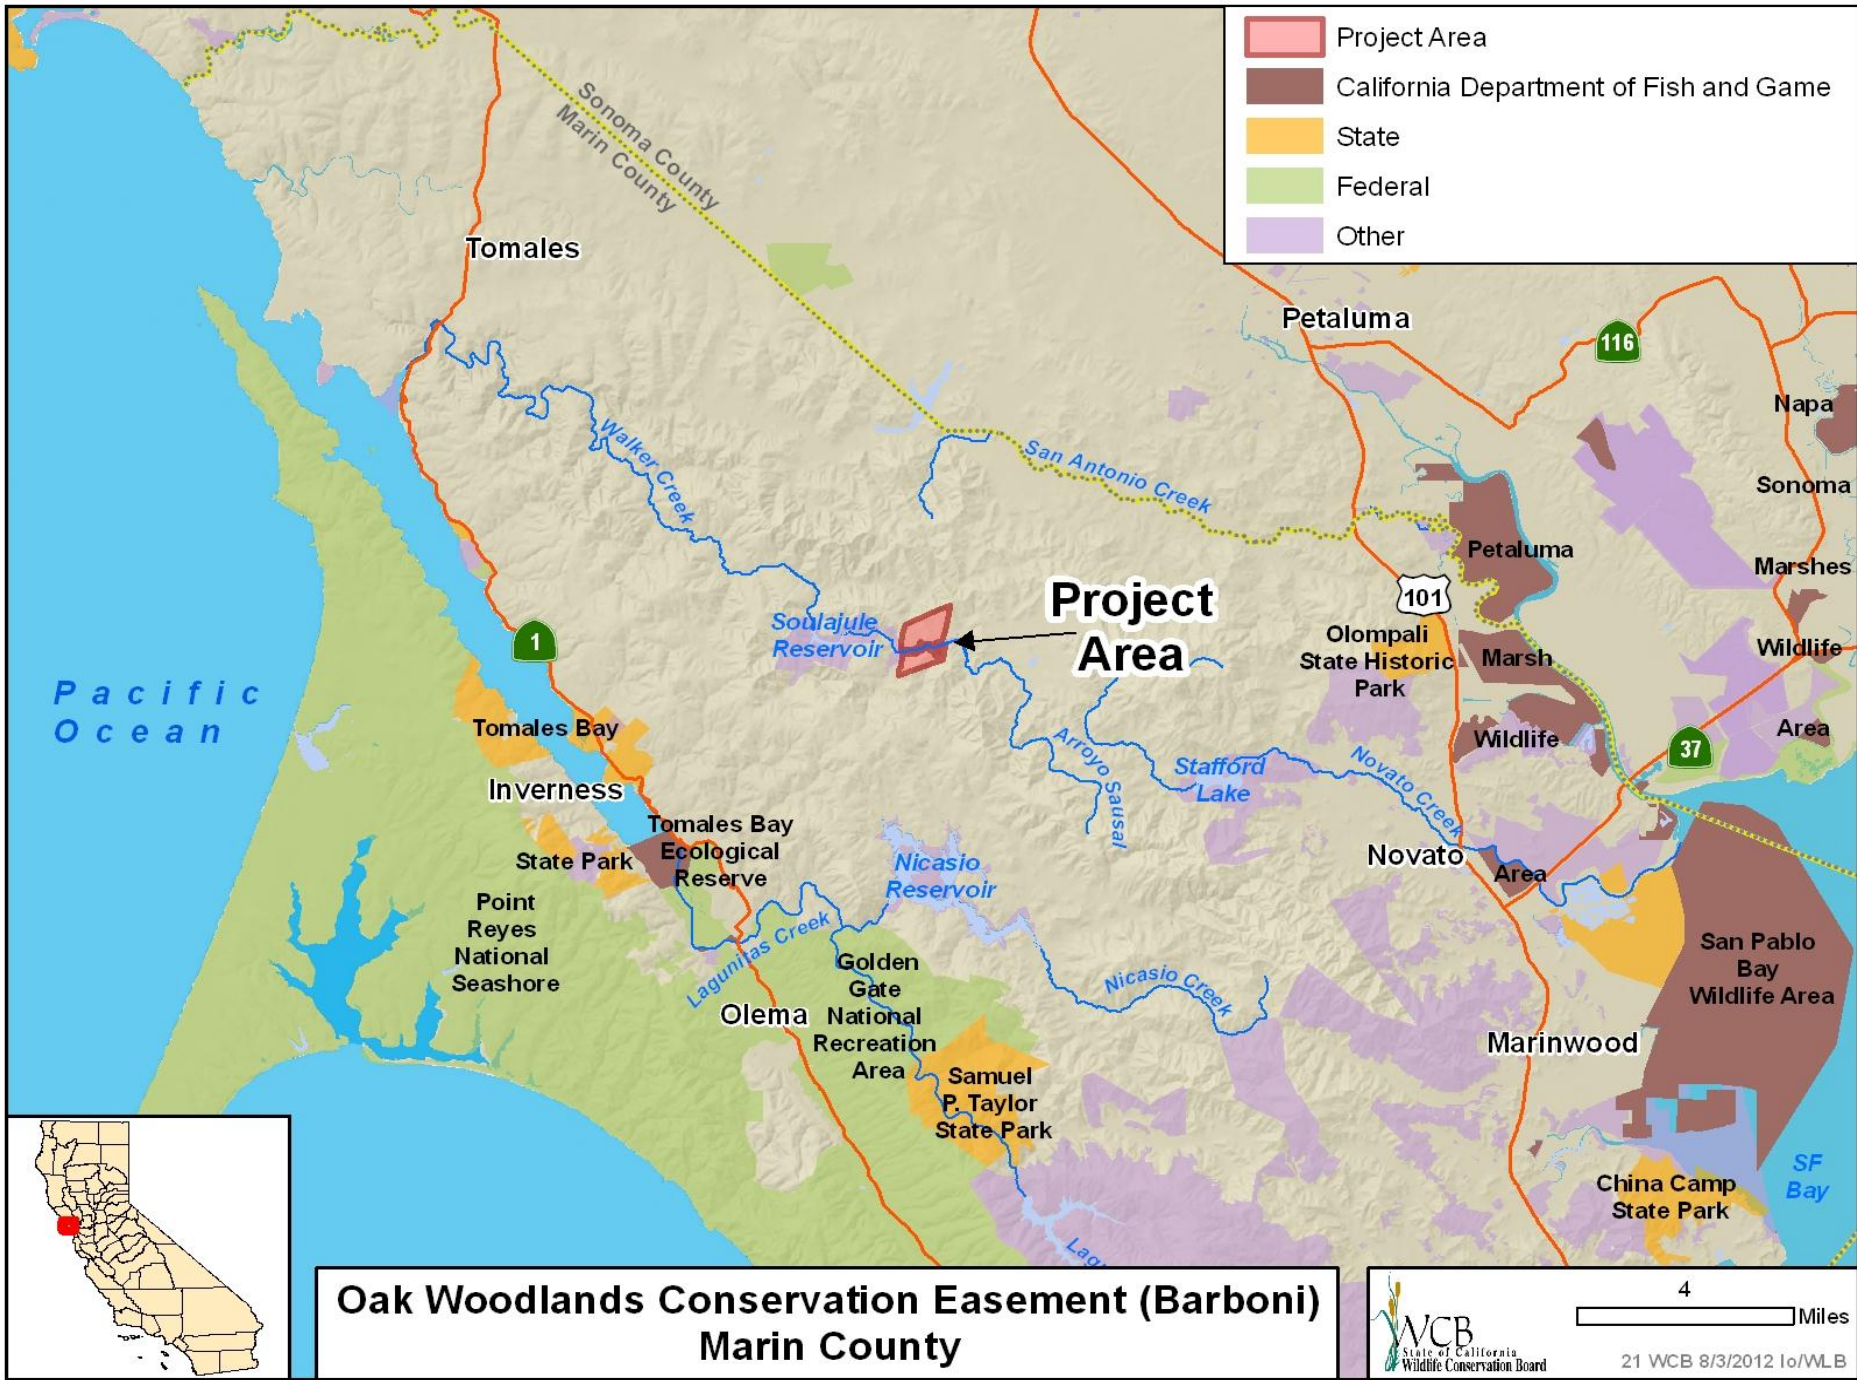 Project Area
California Department of Fish and Game
State
Federal
Other
Sonoma County
Marin County
Tomales
Petaluma
116
Napa
Sonoma
Marshes
Wildlife
Area
Walker Creek
San Antonio Creek
Petaluma
Marsh
Wildlife
Area
101
Project
Area
Soulajule
Reservoir
Olompali
State Historic
Park
1
37
Pacific
Ocean
Tomales Bay
State Park
Inverness
Arroyo Sausal
Stafford
Lake
Novato Creek
Novato
Tomales Bay
Ecological
Reserve
Nicasio
Reservoir
Point
Reyes
National
Seashore
Lagunitas Creek
Olema
Golden
Gate
National
Recreation
Area
Nicasio Creek
San Pablo
Bay
Wildlife Area
Marinwood
Samuel
P. Taylor
State Park
China Camp
State Park
SF
Bay
Oak Woodlands Conservation Easement (Barboni)
Marin County
WCB
State of California
Wildlife Conservation Board
4
Miles
21 WCB 8/3/2012 lo/WLB